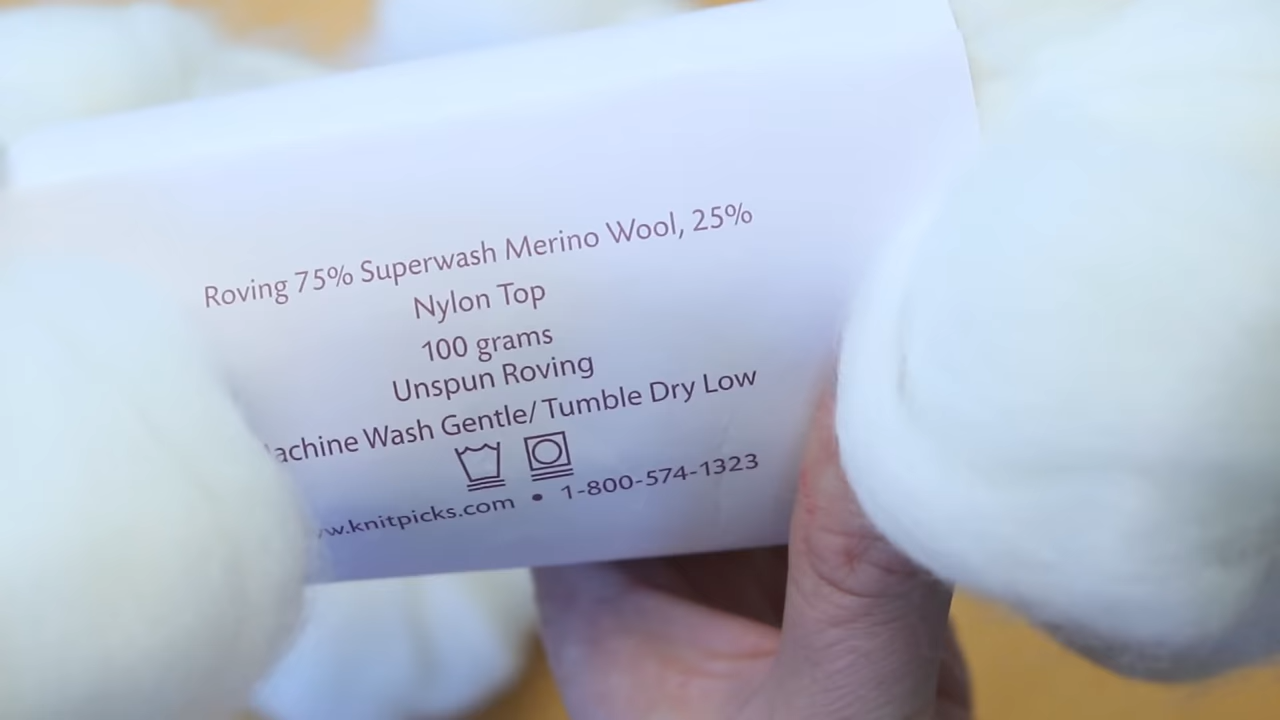 Roving 75% Superwash Merino Wool, 25%
Nylon Top
100 grams
Unspun Roving
achine Wash Gentle/ Tumble Dry Low
w.knitpicks.com • 1-800-574-1323